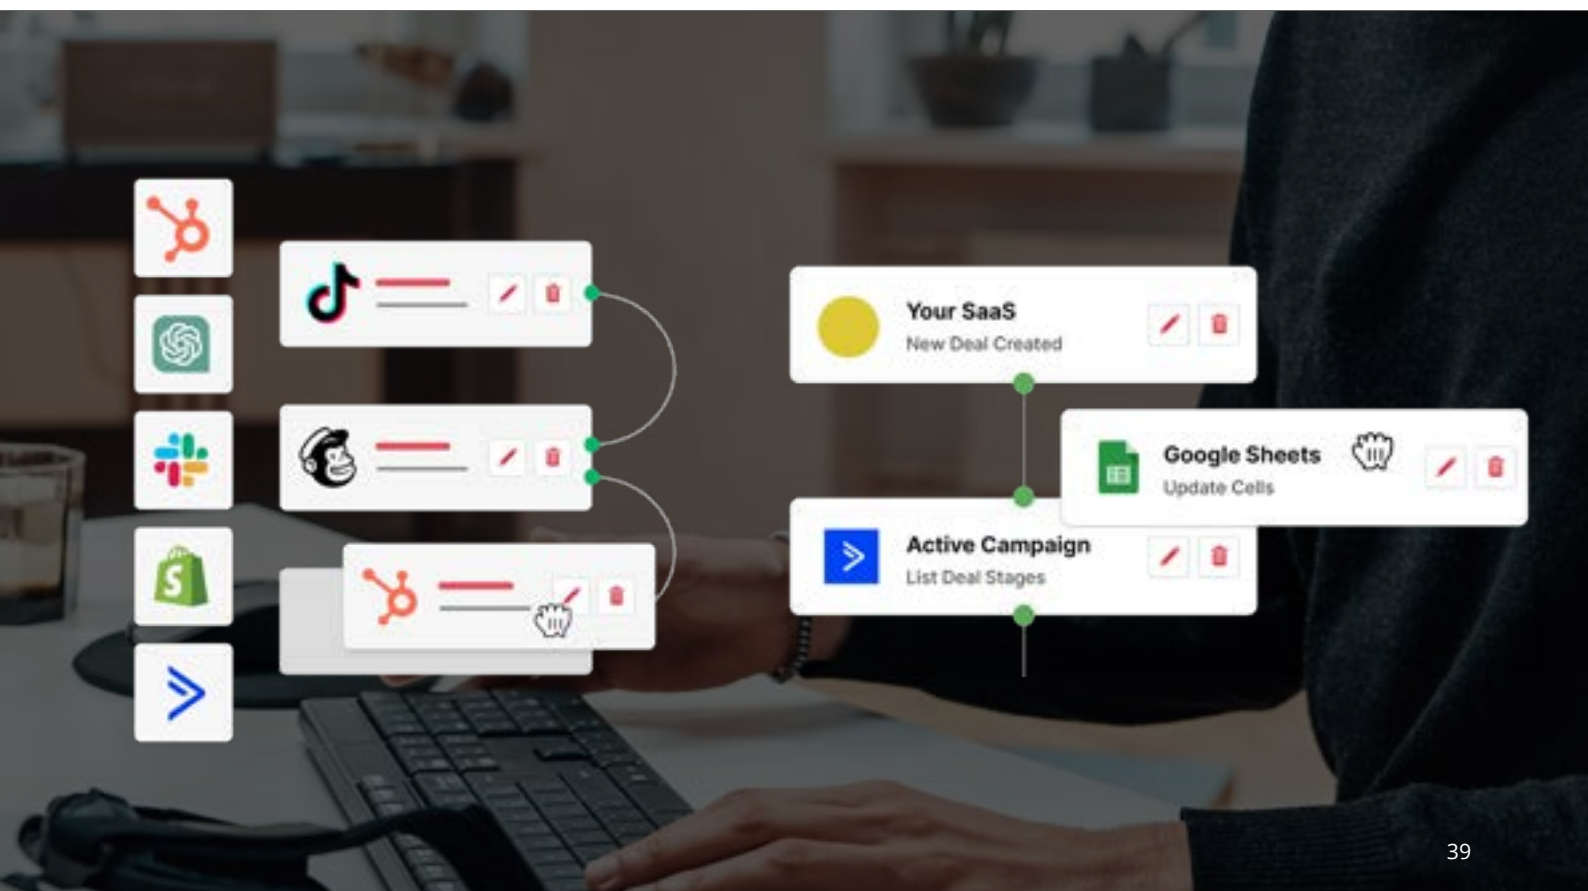 Your SaaS
New Deal Created
Google Sheets
Update Cells
Active Campaign
List Deal Stages
39